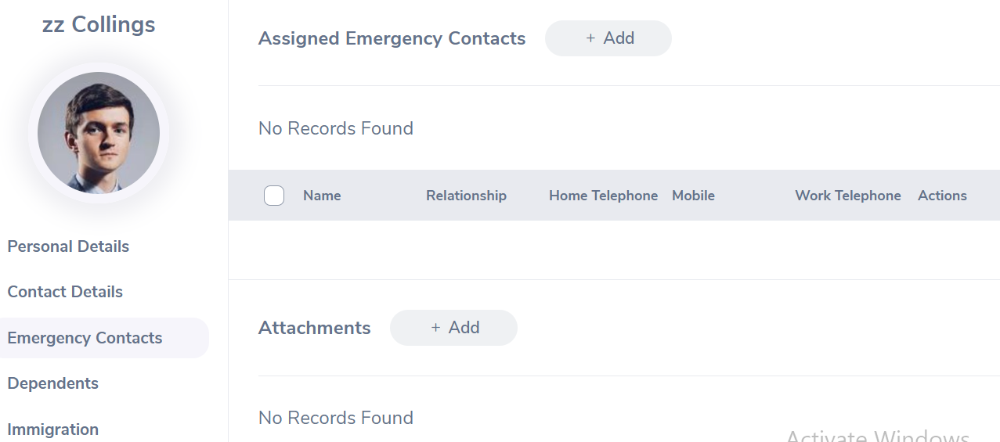 zz Collings
Personal Details
Contact Details
Emergency Contacts
Dependents
Immigration
Assigned Emergency Contacts + Add
No Records Found
Name Relationship Home Telephone Mobile Work Telephone Actions
Attachments + Add
No Records Found
Activate Windows